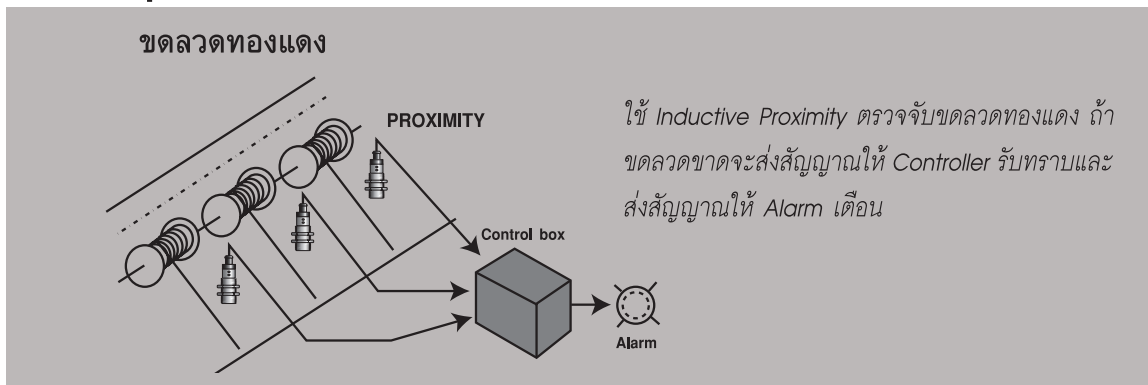 ขดลวดทองแดง
PROXIMITY
ใช้ Inductive Proximity ตรวจจับขดลวดทองแดง ถ้า
ขดลวดขาดจะส่งสัญญาณให้ Controller รับทราบและ
ส่งสัญญาณให้ Alarm เตือน
Control box
Alarm